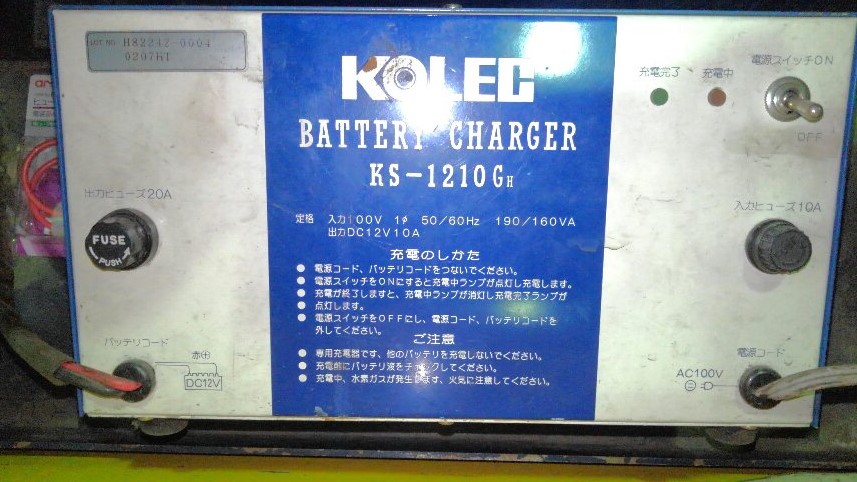 LOT NO H82242-0004
0207RT
KOLEC
BATTERY CHARGER
KS-1210GH
定格 入力100V 1φ 50/60Hz 190/160VA
出力DC12V10A
充電のしかた
● 電源コード、バッテリコードをつないでください。
● 電源スイッチをONにすると充電中ランプが点灯し充電します。
● 充電が終了しますと、充電中ランプが消灯し充電完了ランプが
● 点灯します。
● 電源スイッチをOFFにし、電源コード、バッテリコードを
外してください。
ご注意
● 専用充電器です、他のバッテリを充電しないでください。
● 充電前にバッテリ液をチェックしてください。
● 充電中、水素ガスが発生します、火気に注意してください。
充電完了
充電中
電源スイッチON
OFF
出力ヒューズ20A
FUSE
PUSH
入力ヒューズ10A
バッテリコード
赤⊕
DC12V
電源コード
AC100V